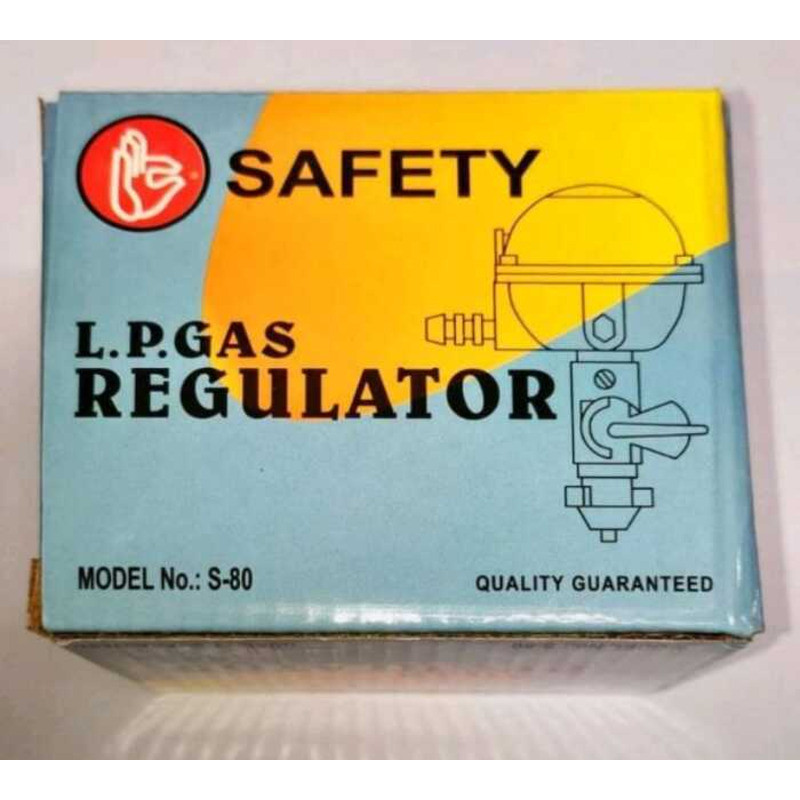 SAFETY
L.P.GAS
REGULATOR
MODEL No.: S-80
QUALITY GUARANTEED